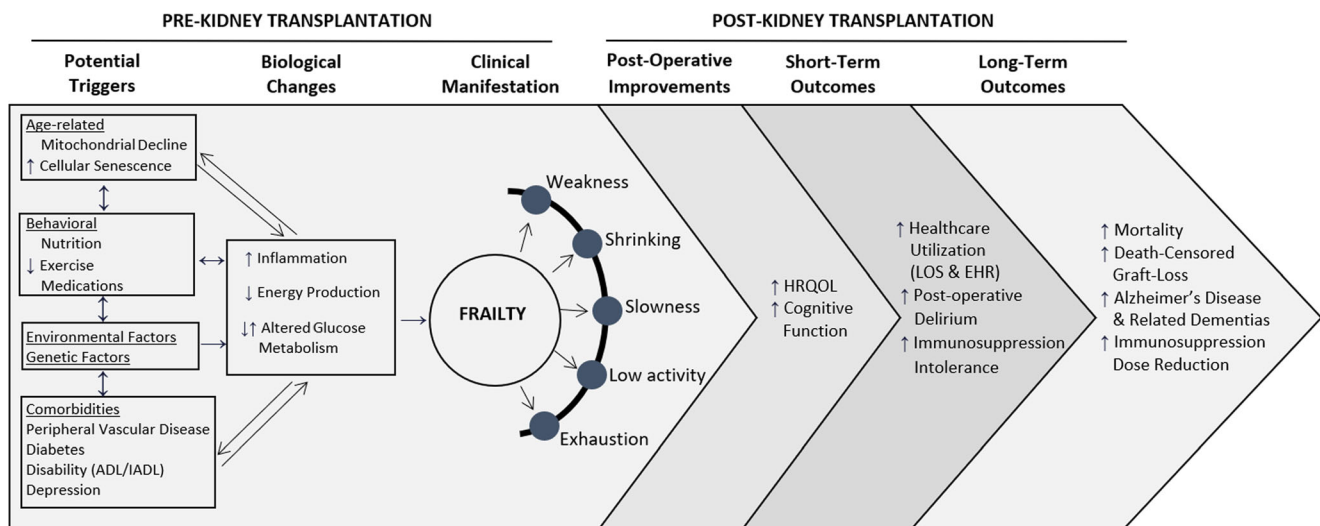 PRE-KIDNEY TRANSPLANTATION
POST-KIDNEY TRANSPLANTATION
Potential
Triggers
Biological
Changes
Clinical
Manifestation
Post-Operative
Improvements
Short-Term
Outcomes
Long-Term
Outcomes
Age-related
Mitochondrial Decline
↑ Cellular Senescence
Behavioral
Nutrition
↓ Exercise
Medications
Environmental Factors
Genetic Factors
Comorbidities
Peripheral Vascular Disease
Diabetes
Disability (ADL/IADL)
Depression
↑ Inflammation
↓ Energy Production
↓↑ Altered Glucose
Metabolism
FRAILTY
Weakness
Shrinking
Slowness
Low activity
Exhaustion
↑ HRQOL
↑ Cognitive
Function
↑ Healthcare
Utilization
(LOS & EHR)
↑ Post-operative
Delirium
↑ Immunosuppression
Intolerance
↑ Mortality
↑ Death-Censored
Graft-Loss
↑ Alzheimer's Disease
& Related Dementias
↑ Immunosuppression
Dose Reduction